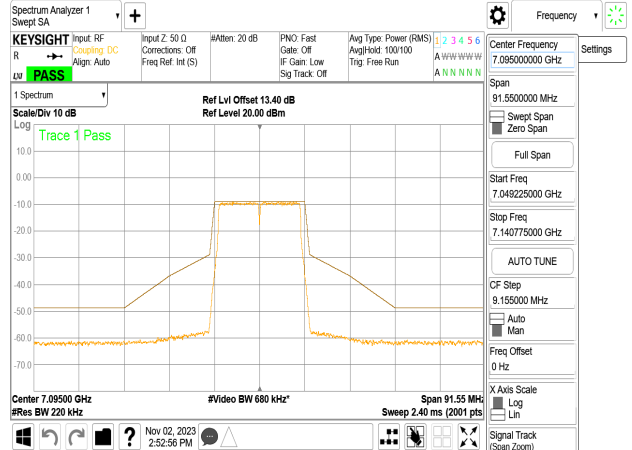 Spectrum Analyzer 1
Swept SA
Frequency
KEYSIGHT
R
LXI
PASS
Input: RF
Coupling: DC
Align: Auto
Input Z: 50 Ω
Corrections: Off
Freq Ref: Int (S)
#Atten: 20 dB
PNO: Fast
Gate: Off
IF Gain: Low
Sig Track: Off
Avg Type: Power (RMS)
Avg|Hold: 100/100
Trig: Free Run
1 2 3 4 5 6
A W W W W W
A N N N N N
1 Spectrum
Scale/Div 10 dB
Ref Lvl Offset 13.40 dB
Ref Level 20.00 dBm
Log
Trace 1 Pass
10.0
0.00
-10.0
-20.0
-30.0
-40.0
-50.0
-60.0
-70.0
Center 7.09500 GHz
#Res BW 220 kHz
#Video BW 680 kHz*
Span 91.55 MHz
Sweep 2.40 ms (2001 pts
Nov 02, 2023
2:52:56 PM
Center Frequency
7.095000000 GHz
Settings
Span
91.5500000 MHz
Swept Span
Zero Span
Full Span
Start Freq
7.049225000 GHz
Stop Freq
7.140775000 GHz
AUTO TUNE
CF Step
9.155000 MHz
Auto
Man
Freq Offset
0 Hz
X Axis Scale
Log
Lin
Signal Track
(Span Zoom)